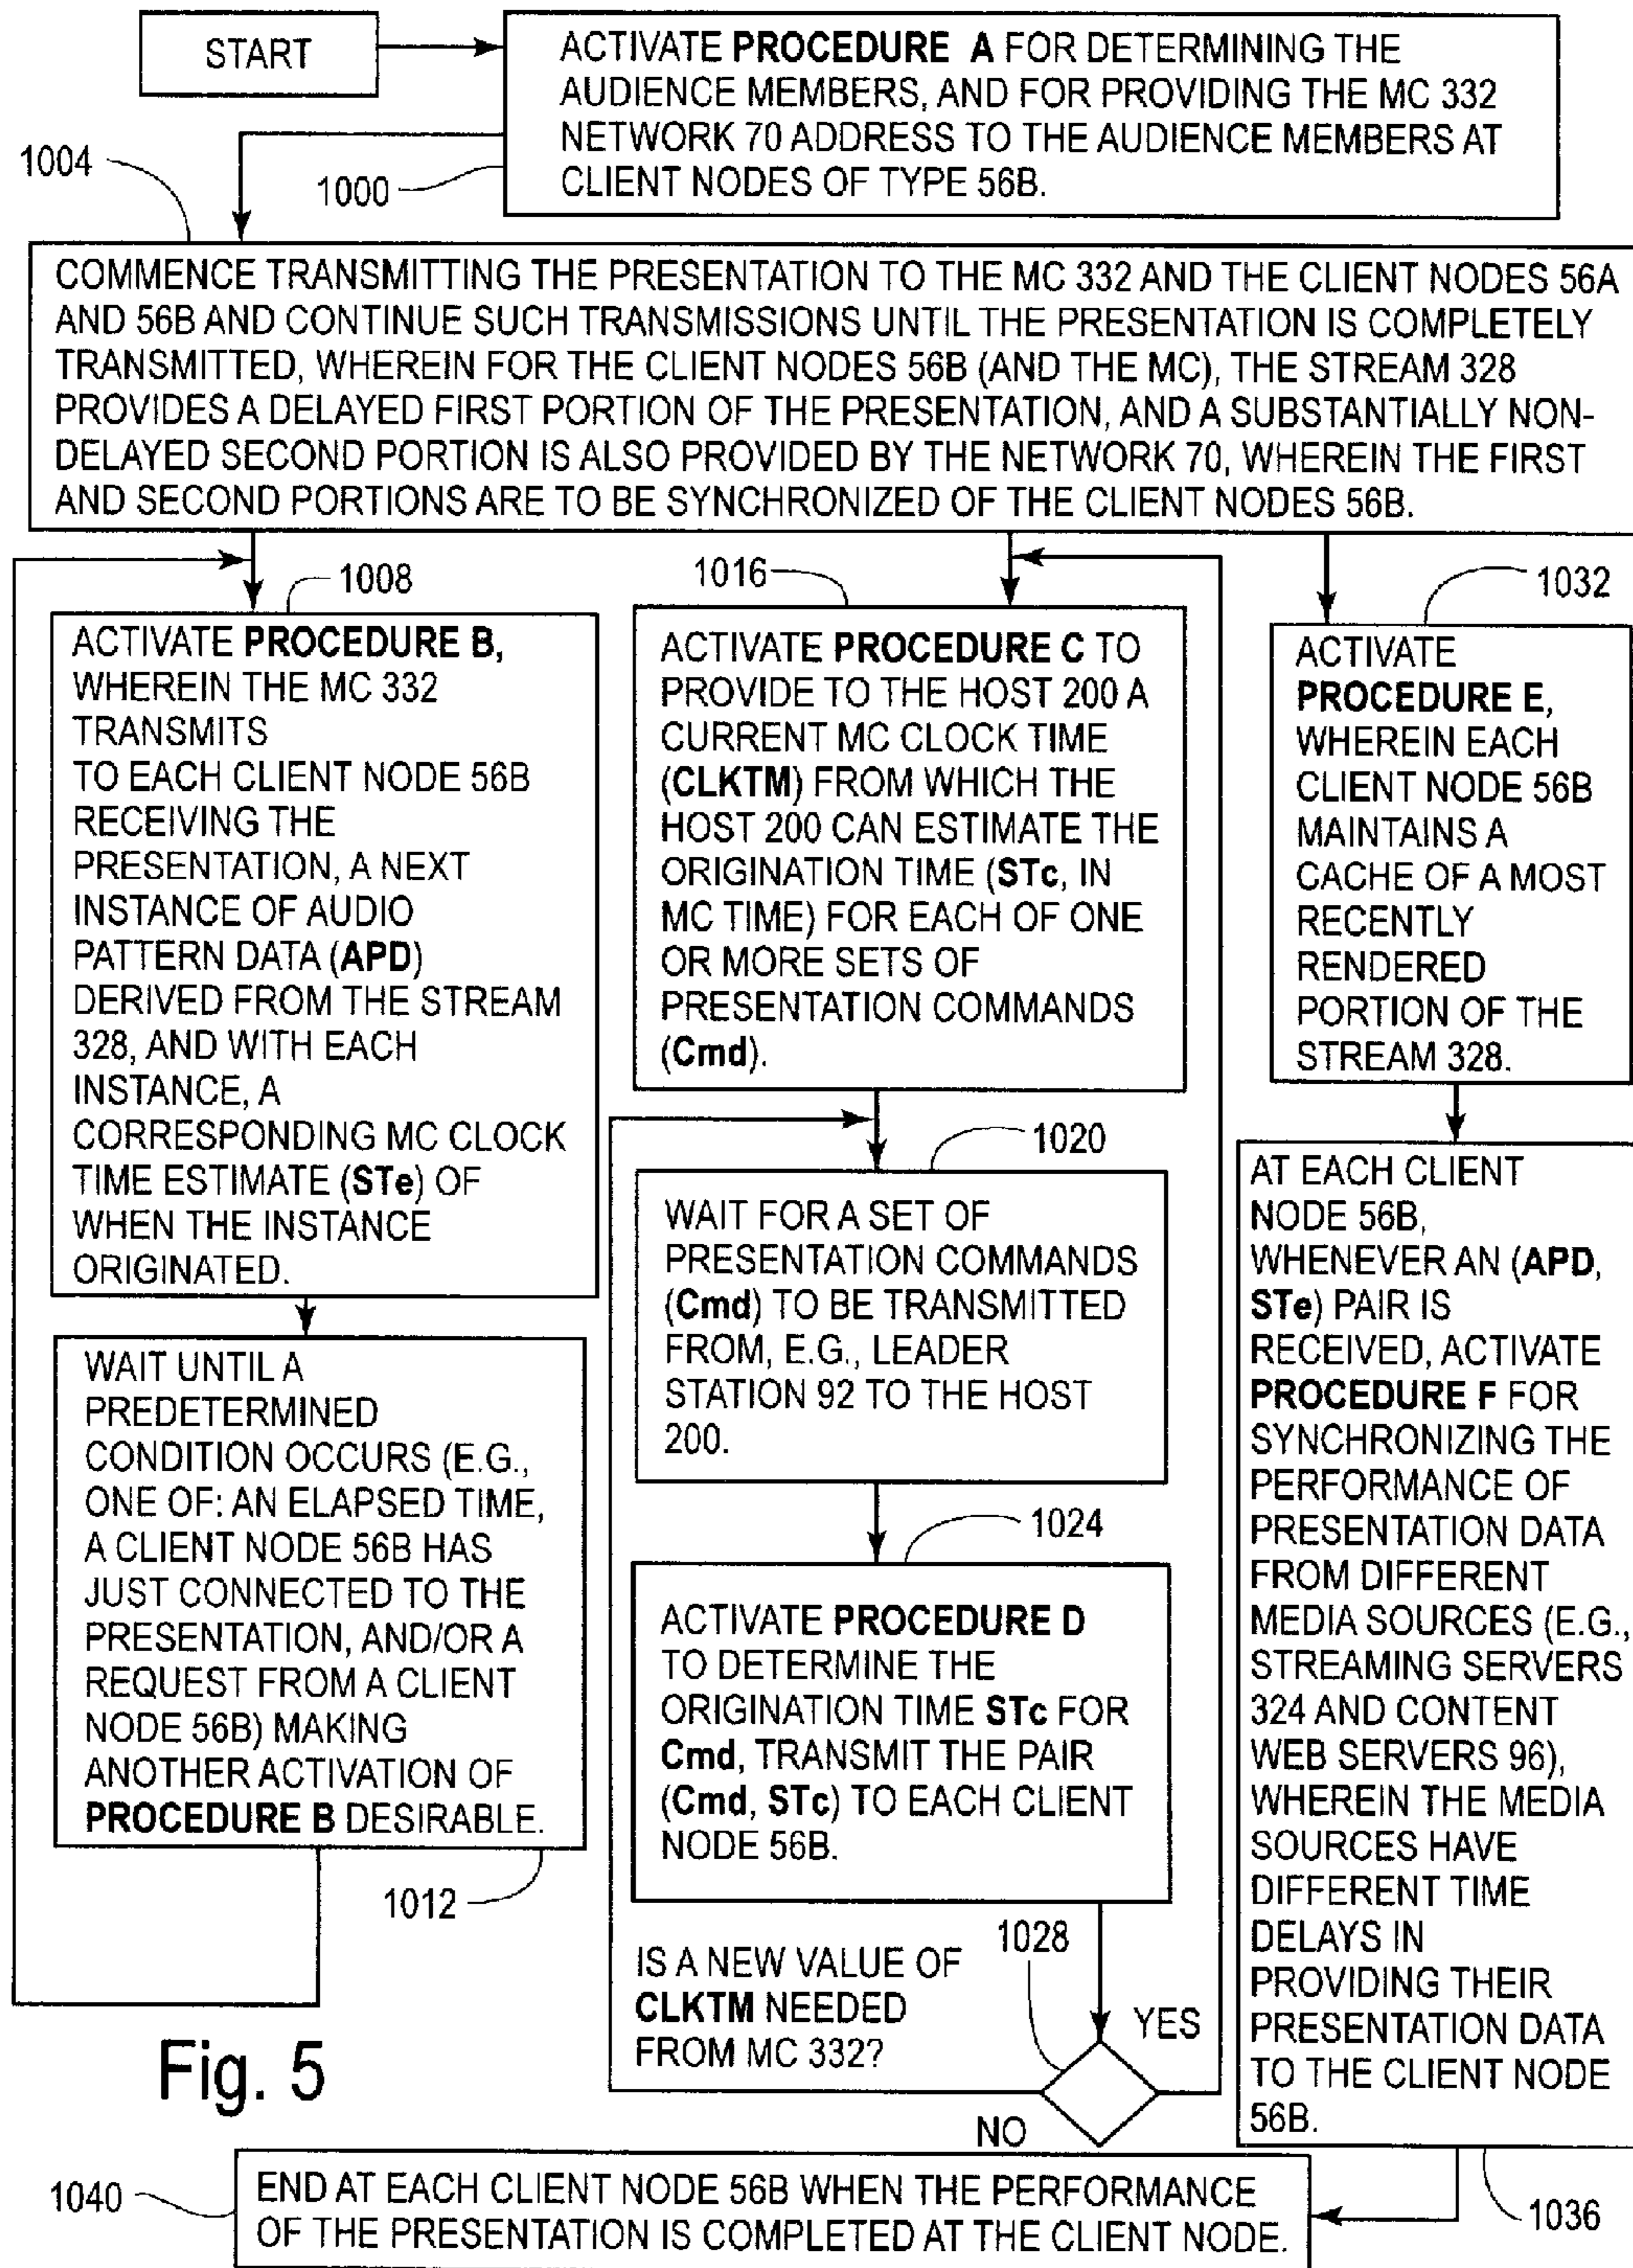 START
ACTIVATE PROCEDURE A FOR DETERMINING THE
AUDIENCE MEMBERS, AND FOR PROVIDING THE MC 332
NETWORK 70 ADDRESS TO THE AUDIENCE MEMBERS AT
CLIENT NODES OF TYPE 56B.
1004
1000
COMMENCE TRANSMITTING THE PRESENTATION TO THE MC 332 AND THE CLIENT NODES 56A
AND 56B AND CONTINUE SUCH TRANSMISSIONS UNTIL THE PRESENTATION IS COMPLETELY
TRANSMITTED, WHEREIN FOR THE CLIENT NODES 56B (AND THE MC), THE STREAM 328
PROVIDES A DELAYED FIRST PORTION OF THE PRESENTATION, AND A SUBSTANTIALLY NON-
DELAYED SECOND PORTION IS ALSO PROVIDED BY THE NETWORK 70, WHEREIN THE FIRST
AND SECOND PORTIONS ARE TO BE SYNCHRONIZED OF THE CLIENT NODES 56B.
1008
ACTIVATE PROCEDURE B,
WHEREIN THE MC 332
TRANSMITS
TO EACH CLIENT NODE 56B
RECEIVING THE
PRESENTATION, A NEXT
INSTANCE OF AUDIO
PATTERN DATA (APD)
DERIVED FROM THE STREAM
328, AND WITH EACH
INSTANCE, A
CORRESPONDING MC CLOCK
TIME ESTIMATE (STe) OF
WHEN THE INSTANCE
ORIGINATED.
WAIT UNTIL A
PREDETERMINED
CONDITION OCCURS (E.G.,
ONE OF: AN ELAPSED TIME,
A CLIENT NODE 56B HAS
JUST CONNECTED TO THE
PRESENTATION, AND/OR A
REQUEST FROM A CLIENT
NODE 56B) MAKING
ANOTHER ACTIVATION OF
PROCEDURE B DESIRABLE.
1012
1016
ACTIVATE PROCEDURE C TO
PROVIDE TO THE HOST 200 A
CURRENT MC CLOCK TIME
(CLKTM) FROM WHICH THE
HOST 200 CAN ESTIMATE THE
ORIGINATION TIME (STc, IN
MC TIME) FOR EACH OF ONE
OR MORE SETS OF
PRESENTATION COMMANDS
(Cmd).
1020
WAIT FOR A SET OF
PRESENTATION COMMANDS
(Cmd) TO BE TRANSMITTED
FROM, E.G., LEADER
STATION 92 TO THE HOST
200.
1024
ACTIVATE PROCEDURE D
TO DETERMINE THE
ORIGINATION TIME STc FOR
Cmd, TRANSMIT THE PAIR
(Cmd, STc) TO EACH CLIENT
NODE 56B.
1028
IS A NEW VALUE OF
CLKTM NEEDED
FROM MC 332?
YES
NO
1032
ACTIVATE
PROCEDURE E,
WHEREIN EACH
CLIENT NODE 56B
MAINTAINS A
CACHE OF A MOST
RECENTLY
RENDERED
PORTION OF THE
STREAM 328.
AT EACH CLIENT
NODE 56B,
WHENEVER AN (APD,
STe) PAIR IS
RECEIVED, ACTIVATE
PROCEDURE F FOR
SYNCHRONIZING THE
PERFORMANCE OF
PRESENTATION DATA
FROM DIFFERENT
MEDIA SOURCES (E.G.,
STREAMING SERVERS
324 AND CONTENT
WEB SERVERS 96),
WHEREIN THE MEDIA
SOURCES HAVE
DIFFERENT TIME
DELAYS IN
PROVIDING THEIR
PRESENTATION DATA
TO THE CLIENT NODE
56B.
1036
Fig. 5
1040
END AT EACH CLIENT NODE 56B WHEN THE PERFORMANCE
OF THE PRESENTATION IS COMPLETED AT THE CLIENT NODE.